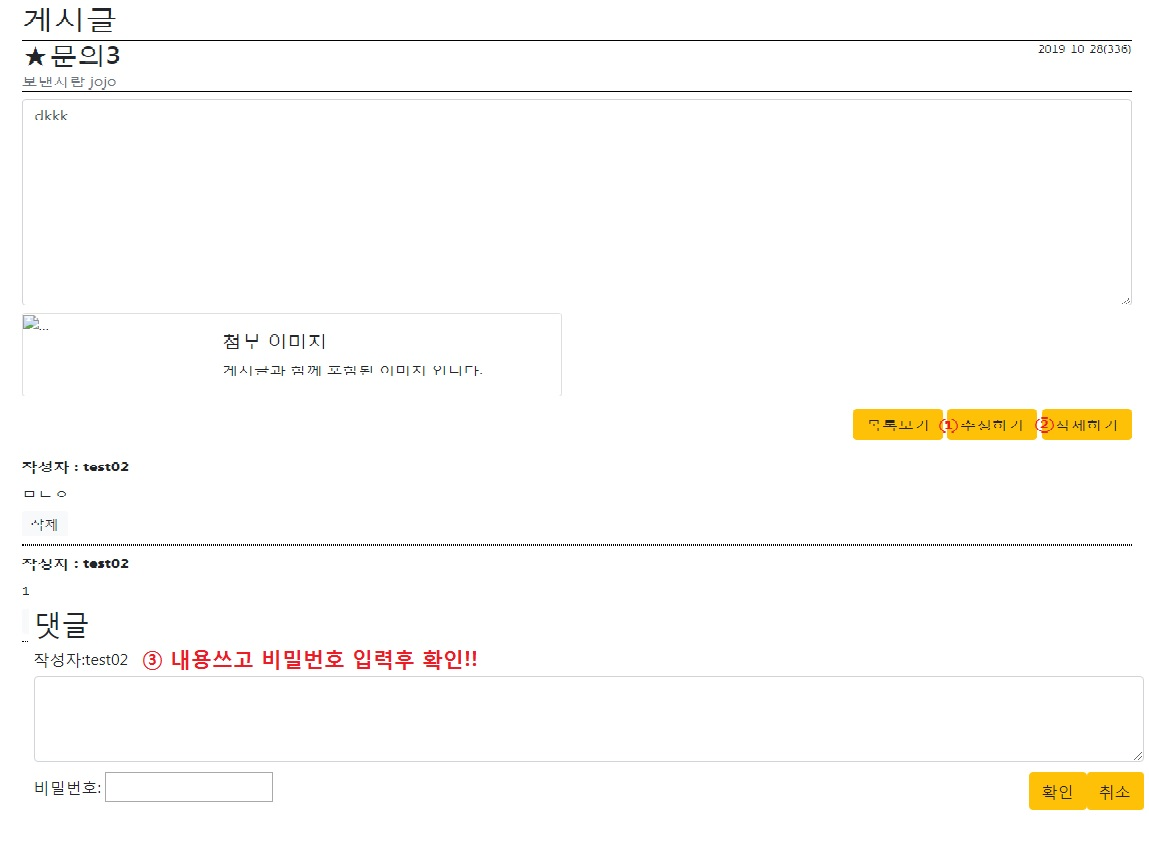 게시글
★문의3
2019-10-28(336)
보낸사람 jojo
dkkk
...
첨부 이미지
게시글과 함께 포함된 이미지 입니다.
목록보기 ①수정하기 ②삭제하기
작성자 : test02
ㅁㄴㅇ
삭제
작성자 : test02
1
댓글
작성자:test02 ③ 내용쓰고 비밀번호 입력후 확인!!
비밀번호:
확인 취소